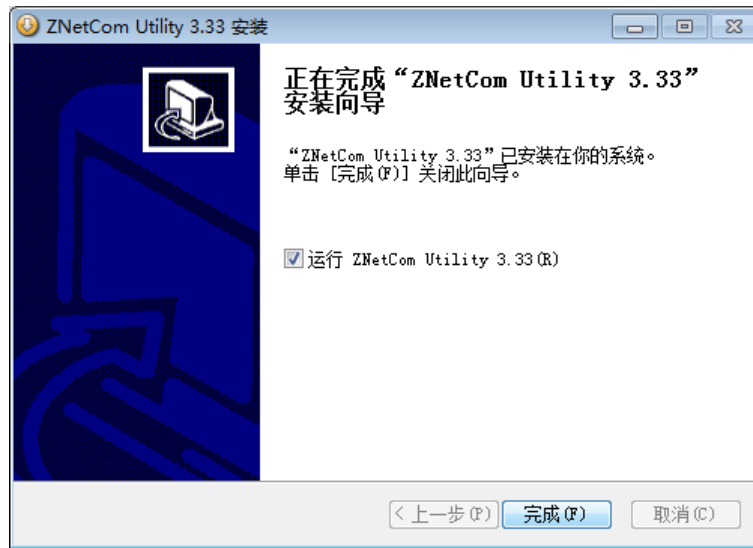 ZNetCom Utility 3.33 安装
正在完成“ZNetCom Utility 3.33”
安装向导
“ZNetCom Utility 3.33”已安装在你的系统。
单击 [完成(F)] 关闭此向导。
运行 ZNetCom Utility 3.33(R)
< 上一步(P) 完成(F) 取消(C)